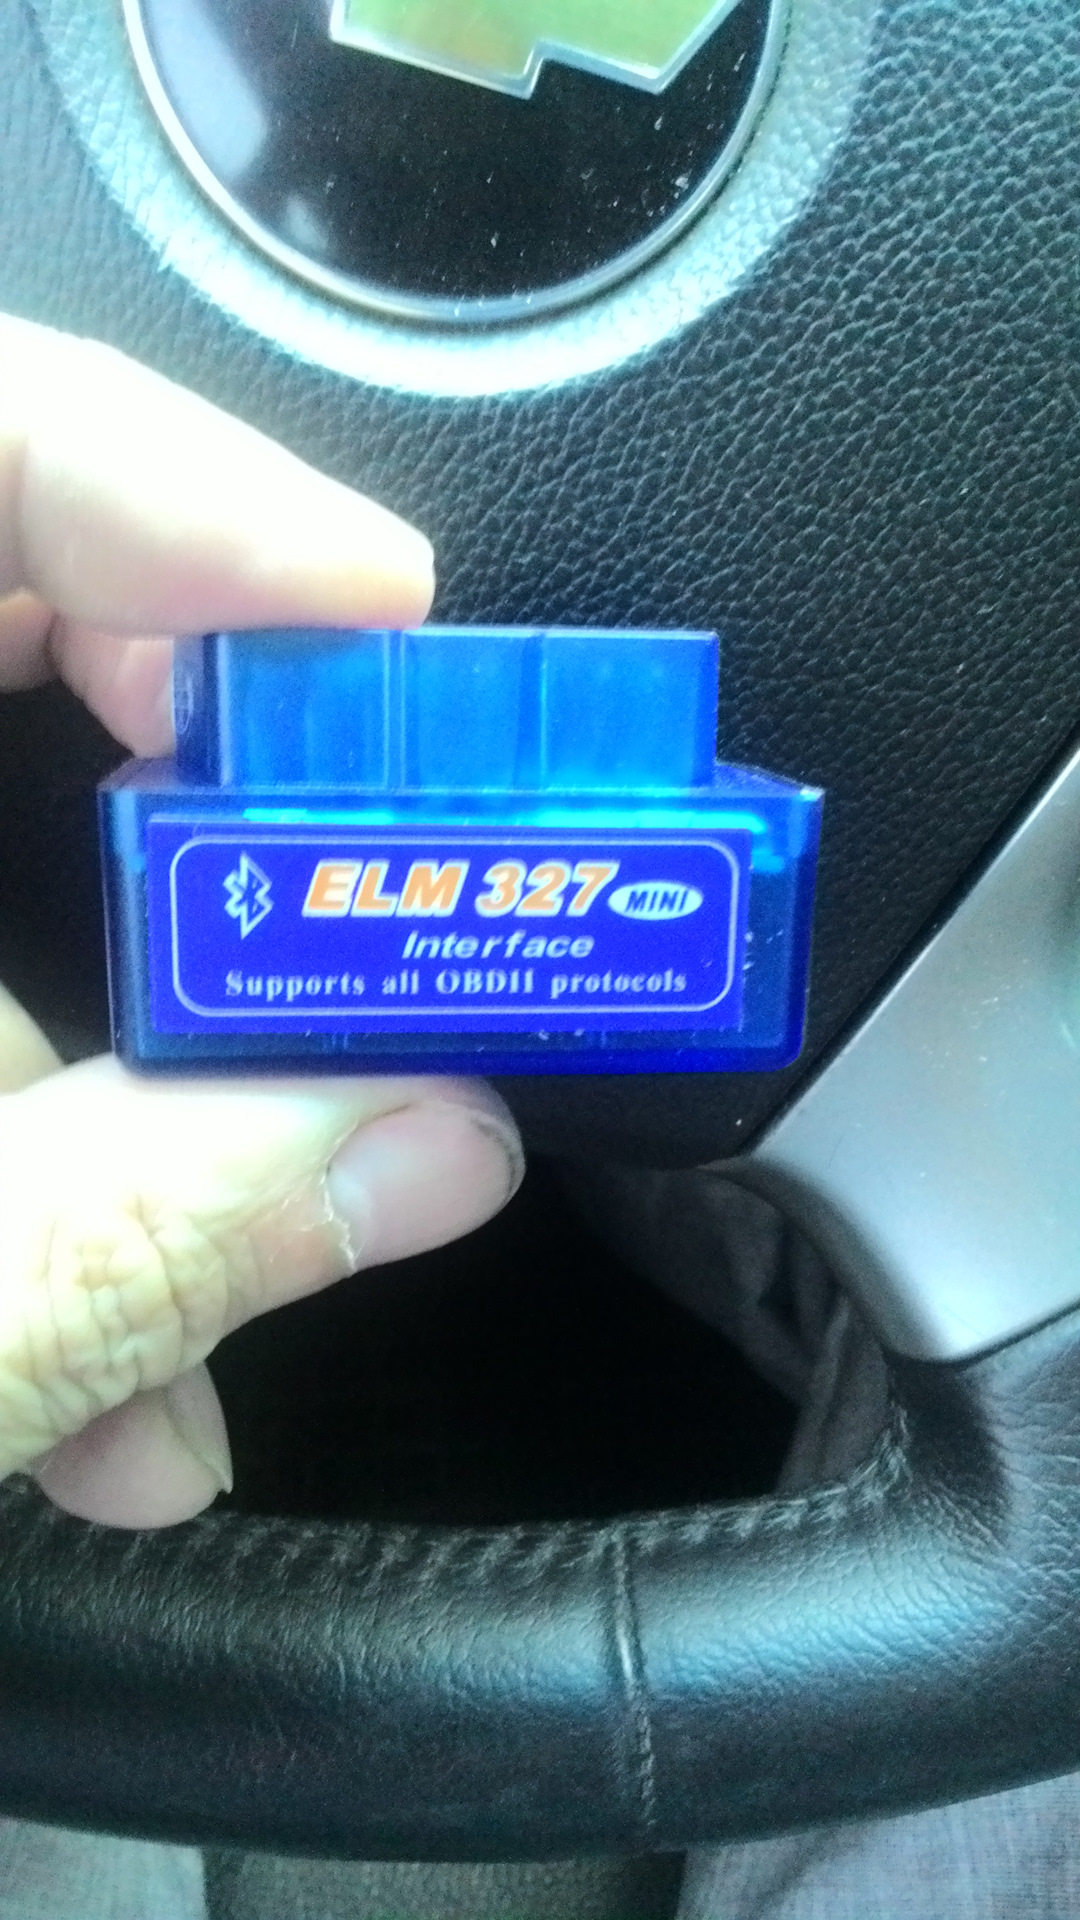 ELM 327 MINI
Interface
Supports all OBDII protocols